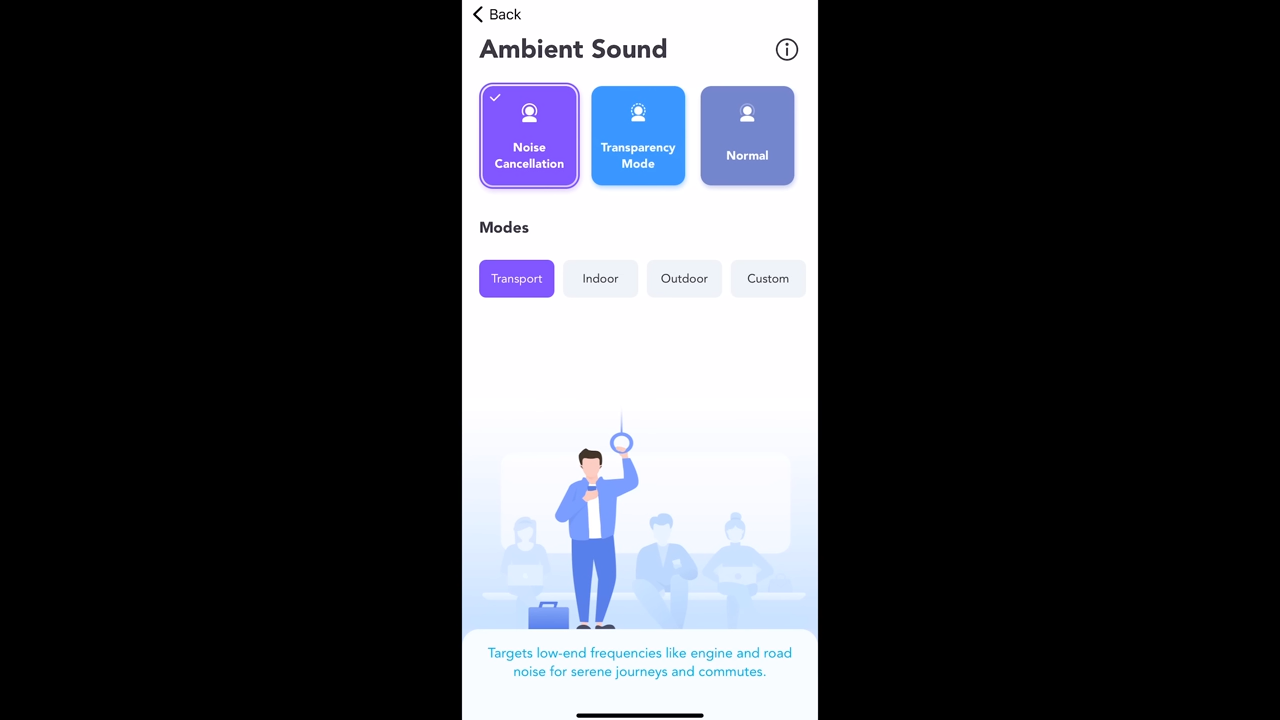 Back
Ambient Sound
Noise
Cancellation
Transparency
Mode
Normal
Modes
Transport
Indoor
Outdoor
Custom
Targets low-end frequencies like engine and road
noise for serene journeys and commutes.